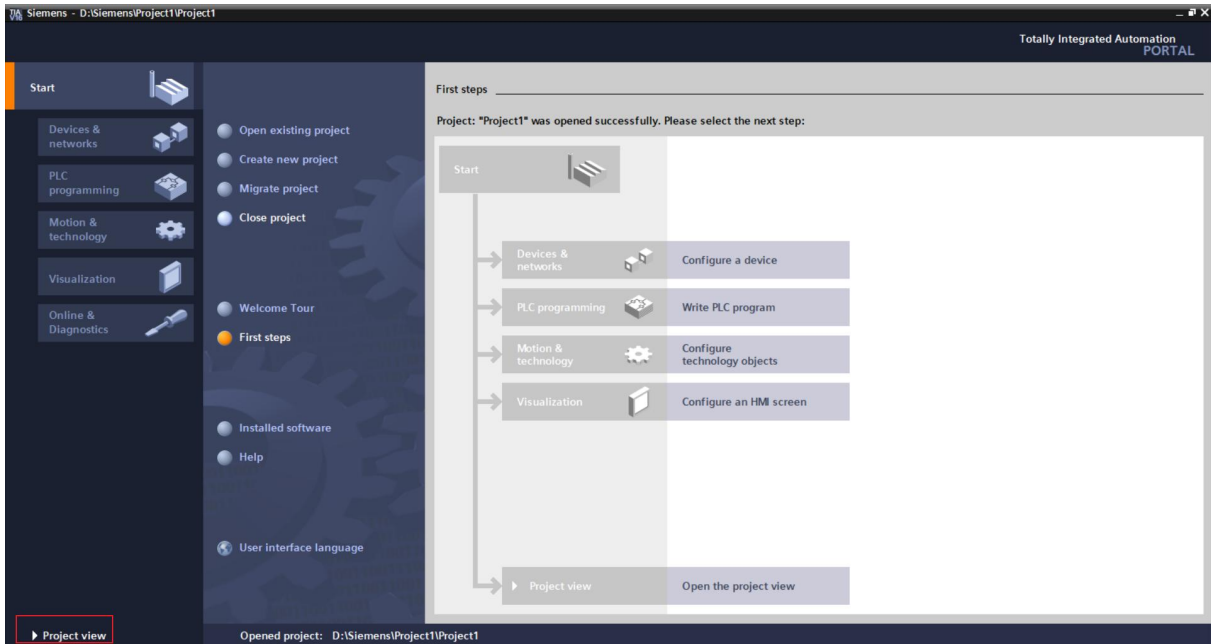 Siemens - D:\Siemens\Project1\Project1
Totally Integrated Automation
PORTAL
Start
Devices &
networks
PLC
programming
Motion &
technology
Visualization
Online &
Diagnostics
Open existing project
Create new project
Migrate project
Close project
Welcome Tour
First steps
Installed software
Help
User interface language
First steps
Project: "Project1" was opened successfully. Please select the next step:
Start
Devices &
networks
Configure a device
PLC programming
Write PLC program
Motion &
technology
Configure
technology objects
Visualization
Configure an HMI screen
Project view
Open the project view
Project view
Opened project: D:\Siemens\Project1\Project1